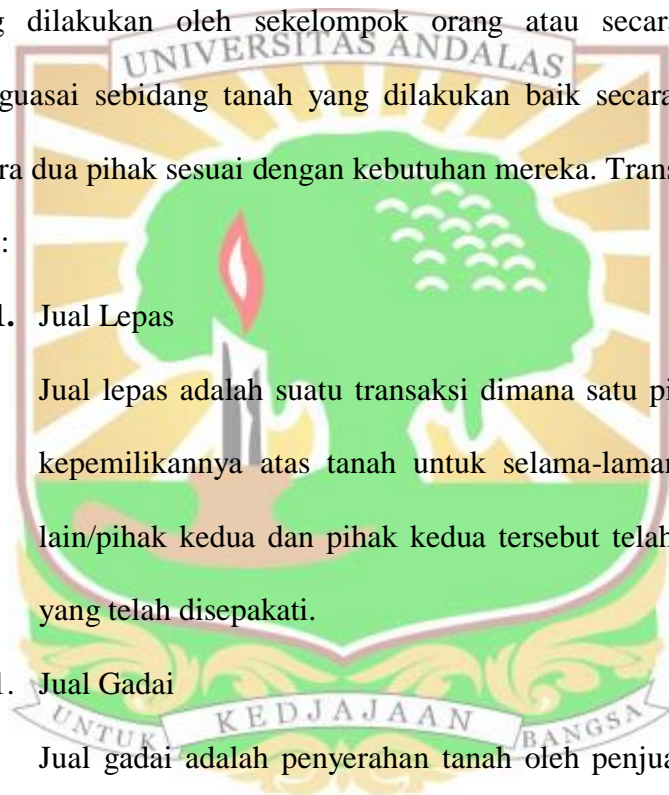 dilakukan oleh sekelompok orang atau secara
UNIVERSITAS ANDALAS
guasai sebidang tanah yang dilakukan baik secara
ra dua pihak sesuai dengan kebutuhan mereka. Trans
:
1. Jual Lepas
Jual lepas adalah suatu transaksi dimana satu pi
kepemilikannya atas tanah untuk selama-laman
lain/pihak kedua dan pihak kedua tersebut telah
yang telah disepakati.
1. Jual Gadai
UNTUK KEDJAJAAN BANGSA
Jual gadai adalah penyerahan tanah oleh penjua